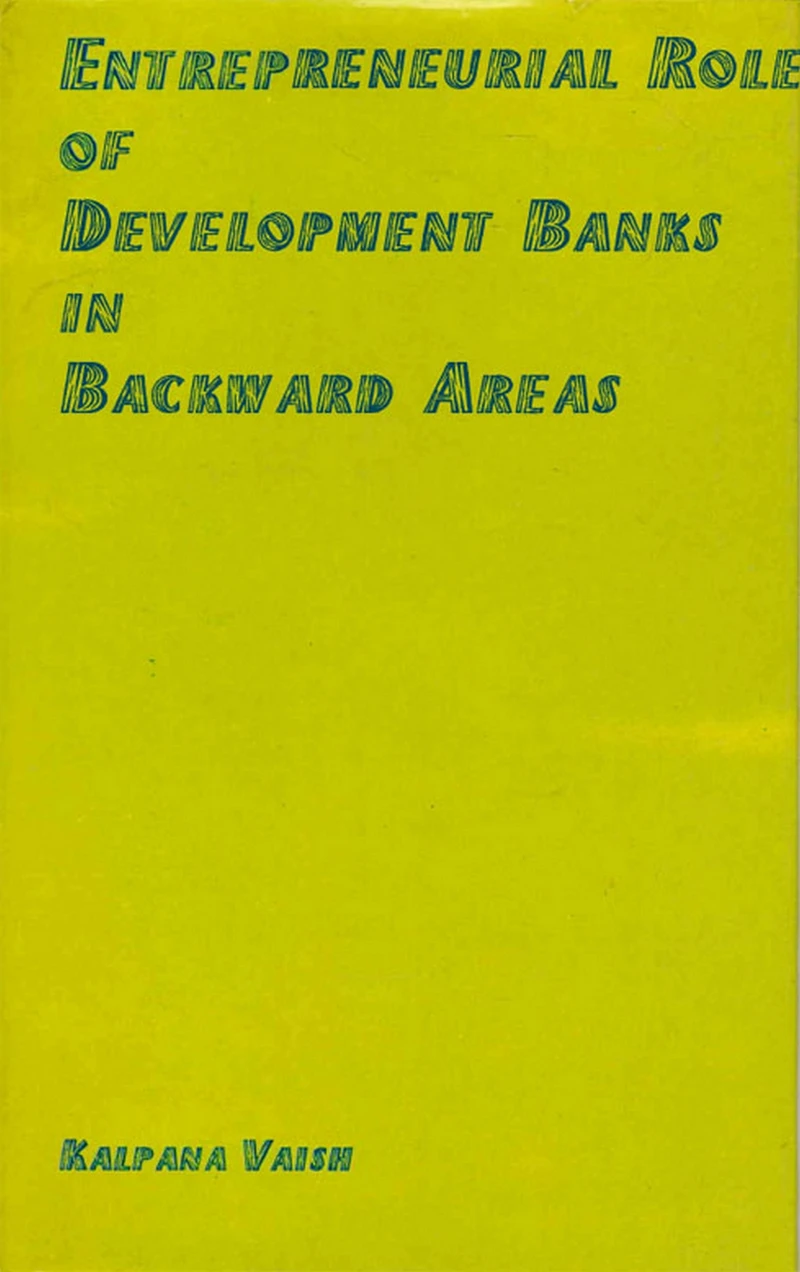 Entrepreneurial Role
of
Development Banks
in
Backward Areas
Kalpana Vaish